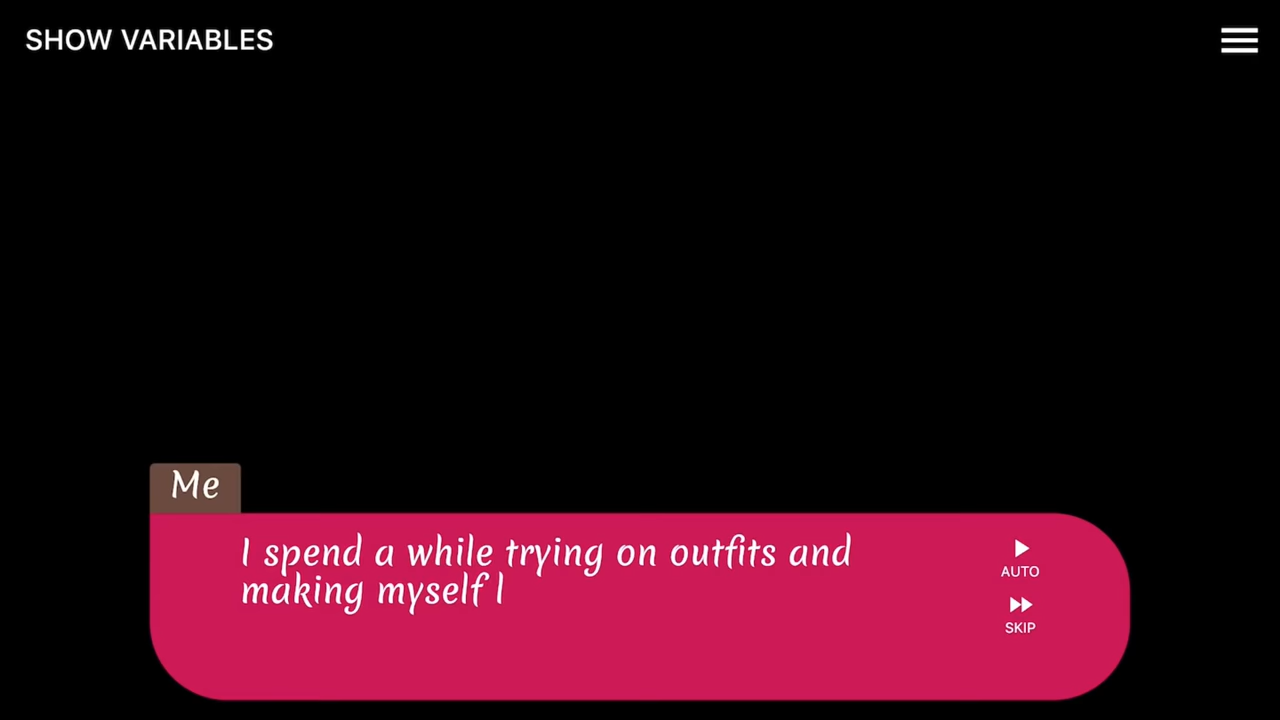 SHOW VARIABLES
Me
I spend a while trying on outfits and
making myself l
AUTO
SKIP